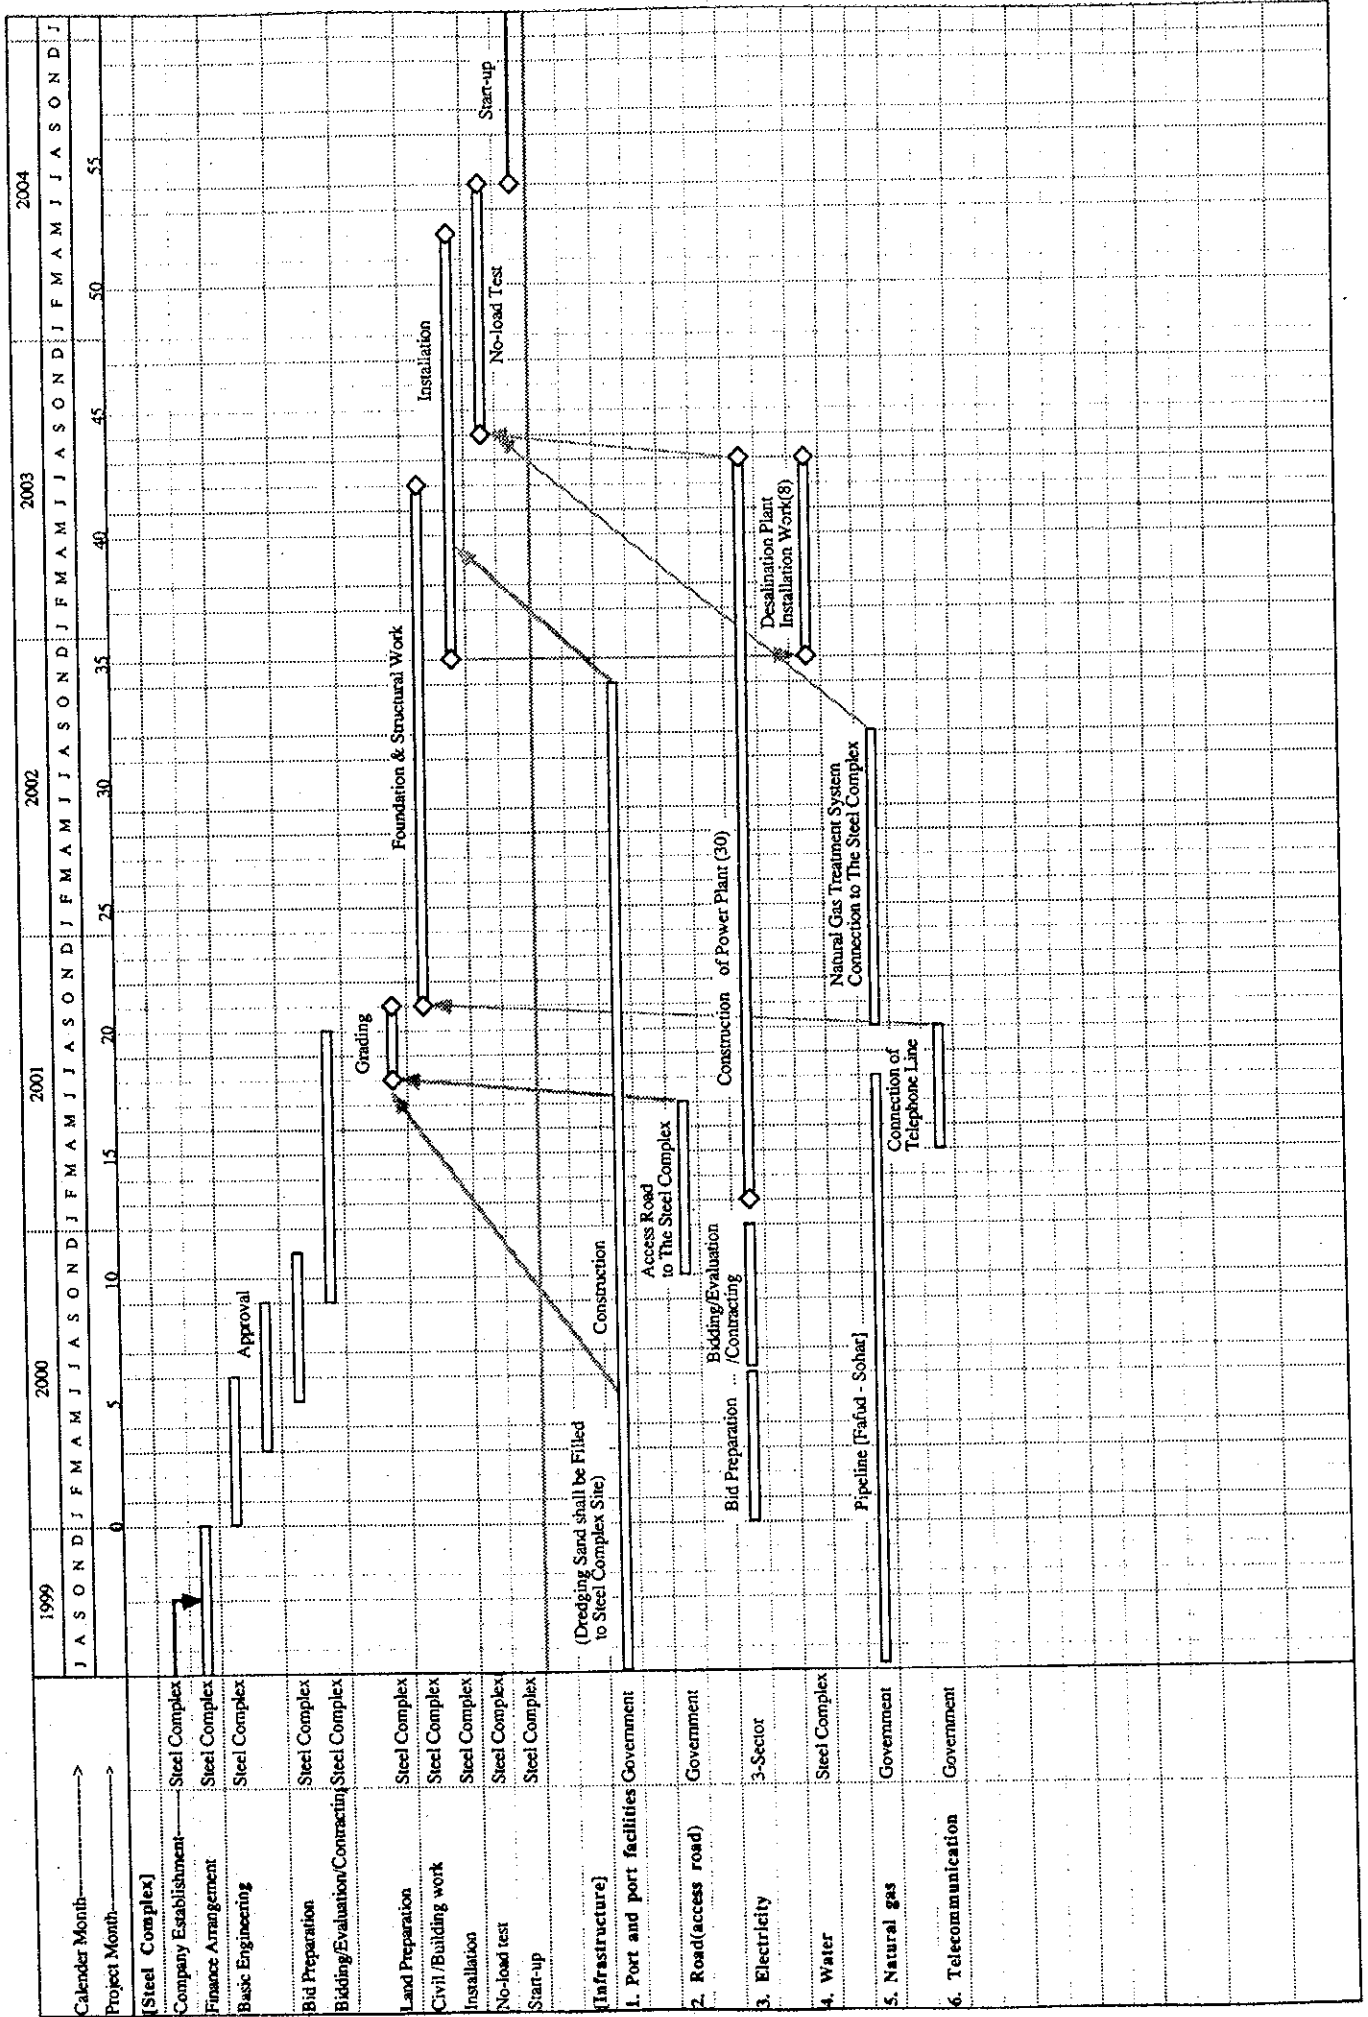 1999 2000 2001 2002 2003 2004
Calender Month---------------> J A S O N D J F M A M J J A S O N D J F M A M J J A S O N D J F M A M J J A S O N D J F M A M J J A S O N D J F M A M J J A S O N D J
Project Month---------------> 0 5 10 15 20 25 30 35 40 45 50 55
[Steel Complex]
Company Establishment--------Steel Complex
Finance Arrangement Steel Complex
Basic Engineering Steel Complex
Approval
Bid Preparation Steel Complex
Bidding/Evaluation/Contracting Steel Complex
Grading
Land Preparation Steel Complex
Foundation & Structural Work
Civil /Building work Steel Complex
Installation
Installation Steel Complex
No-load test Steel Complex
No-load Test
Start-up Steel Complex
Start-up
[Infrastructure]
(Dredging Sand shall be Filled
to Steel Complex Site)
Construction
1. Port and port facilities Government
Access Road
to The Steel Complex
2. Road(access road) Government
Bid Preparation
Bidding/Evaluation
/Contracting
Construction of Power Plant (30)
3. Electricity 3-Sector
Desalination Plant
Installation Work(8)
4. Water Steel Complex
Pipeline [Fafud - Sohar]
Natural Gas Treatment System
Connection to The Steel Complex
5. Natural gas Government
Connection of
Telephone Line
6. Telecommunication Government